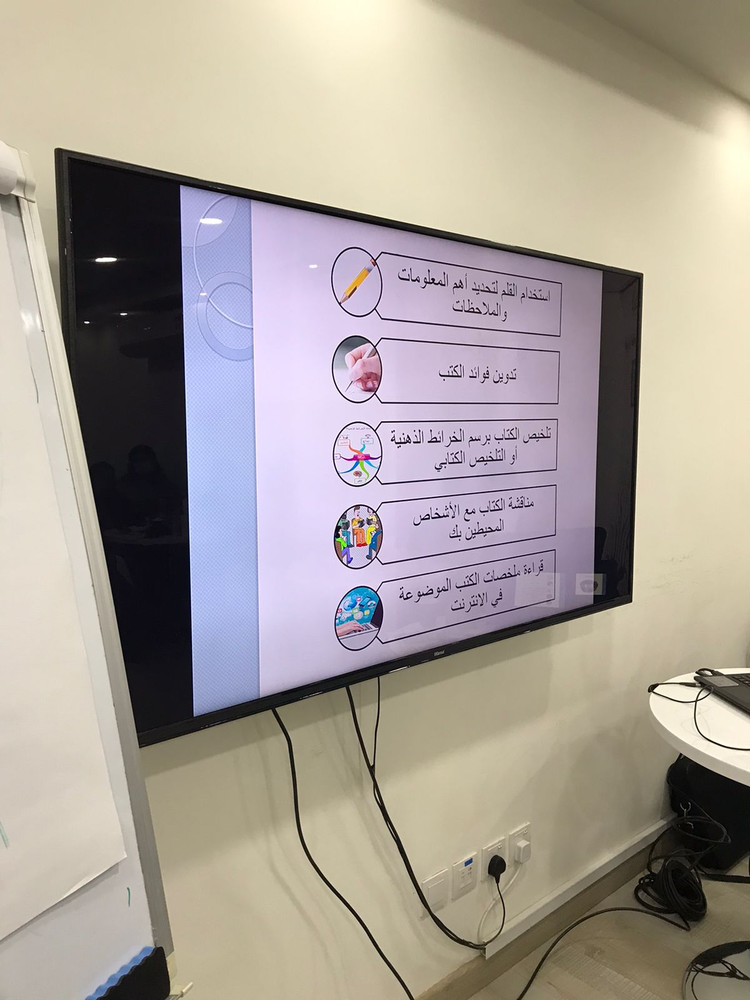 استخدام القلم لتحديد أهم المعلومات
والملاحظات
تدوين فوائد الكتب
تلخيص الكتاب برسم الخرائط الذهنية
أو التلخيص الكتابي
مناقشة الكتاب مع الأشخاص
المحيطين بك
قراءة ملخصات الكتب الموضوعة
في الانترنت
Wansa